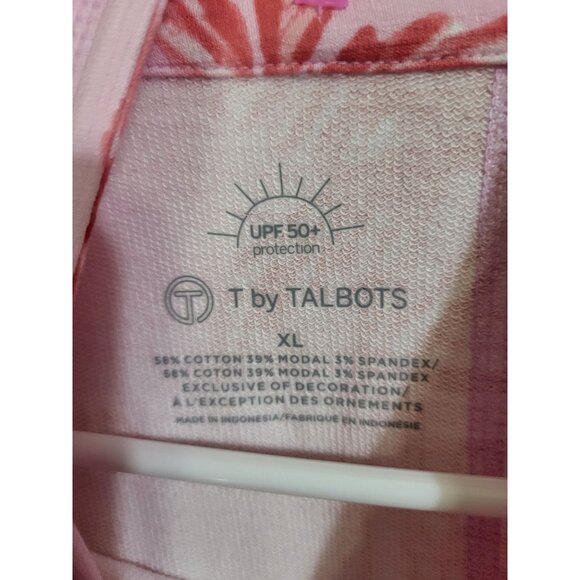 UPF 50+
protection
T by TALBOTS
XL
58% COTTON 39% MODAL 3% SPANDEX/
58% COTON 39% MODAL 3% SPANDEX
EXCLUSIVE OF DECORATION/
À L'EXCEPTION DES ORNEMENTS
MADE IN INDONESIA/FABRIQUÉ EN INDONÉSIE